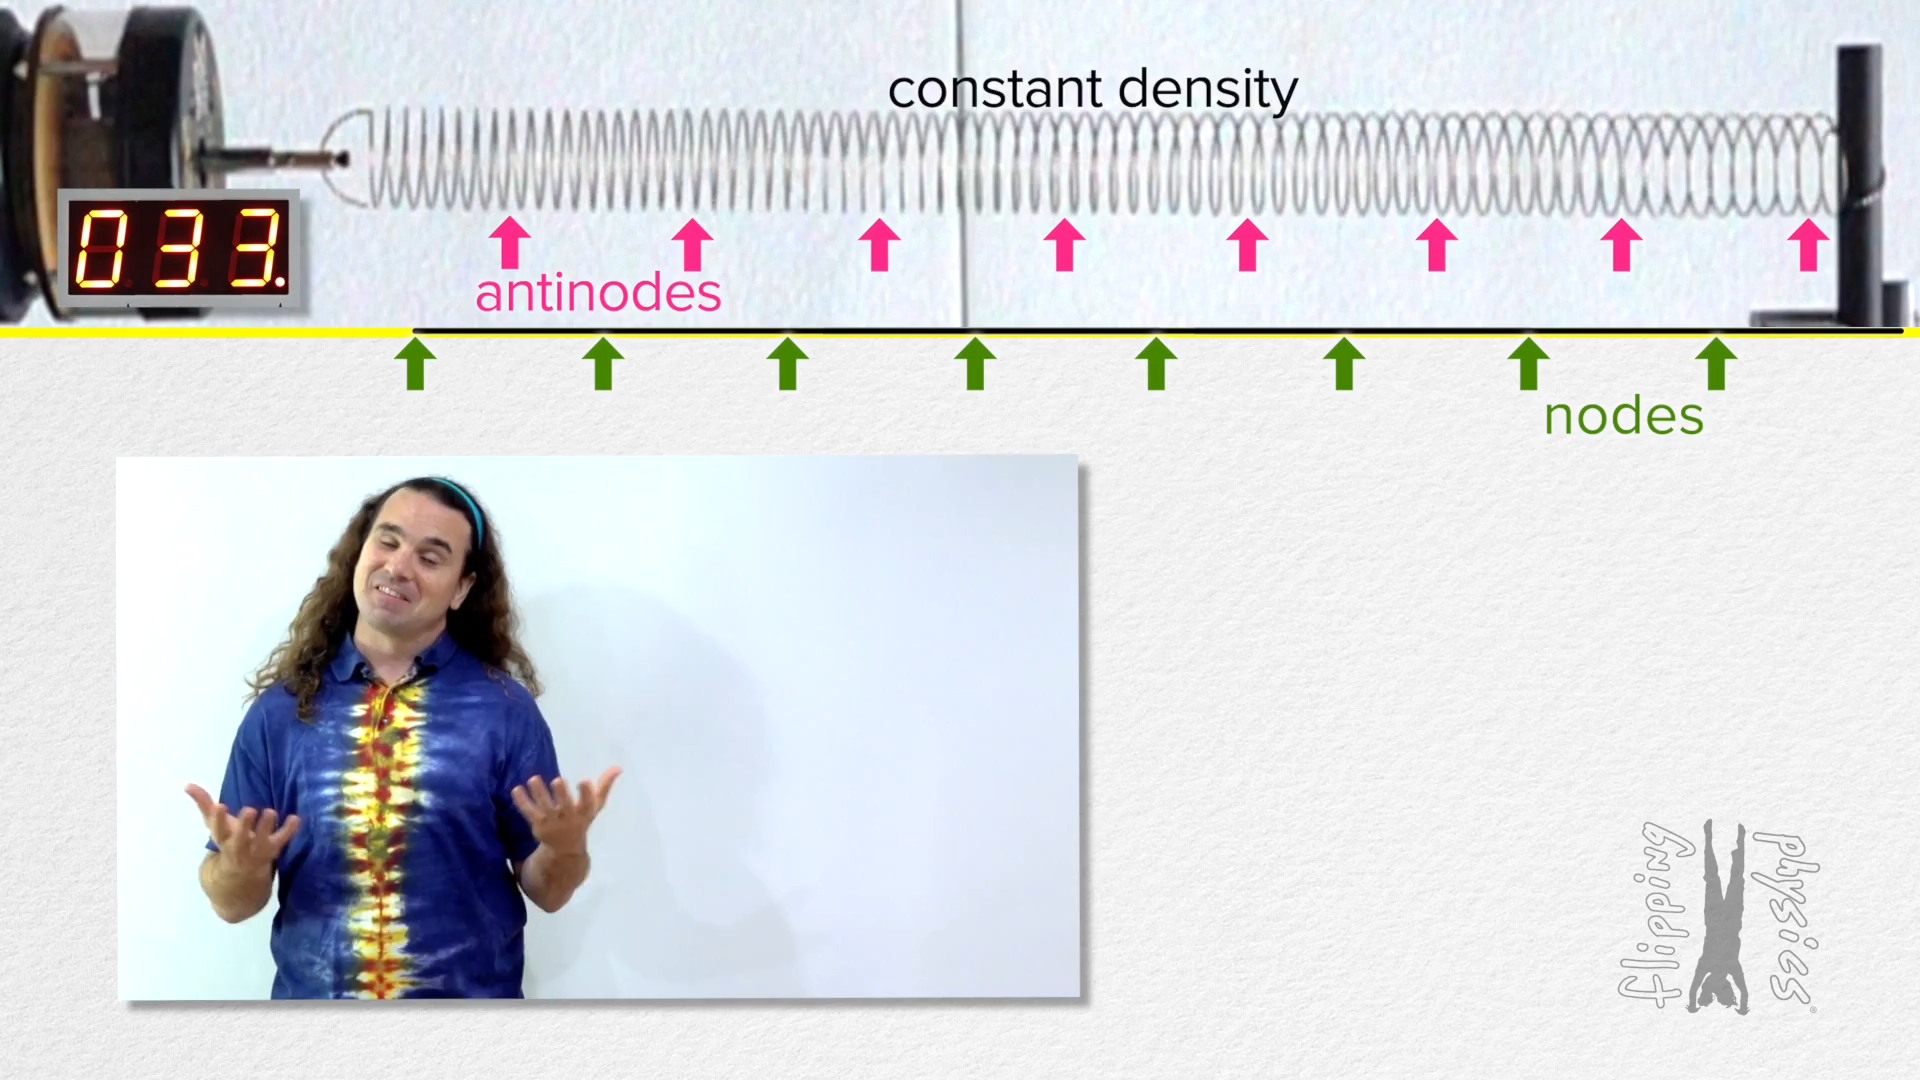 constant density
033.
antinodes
nodes
flipping
physics®